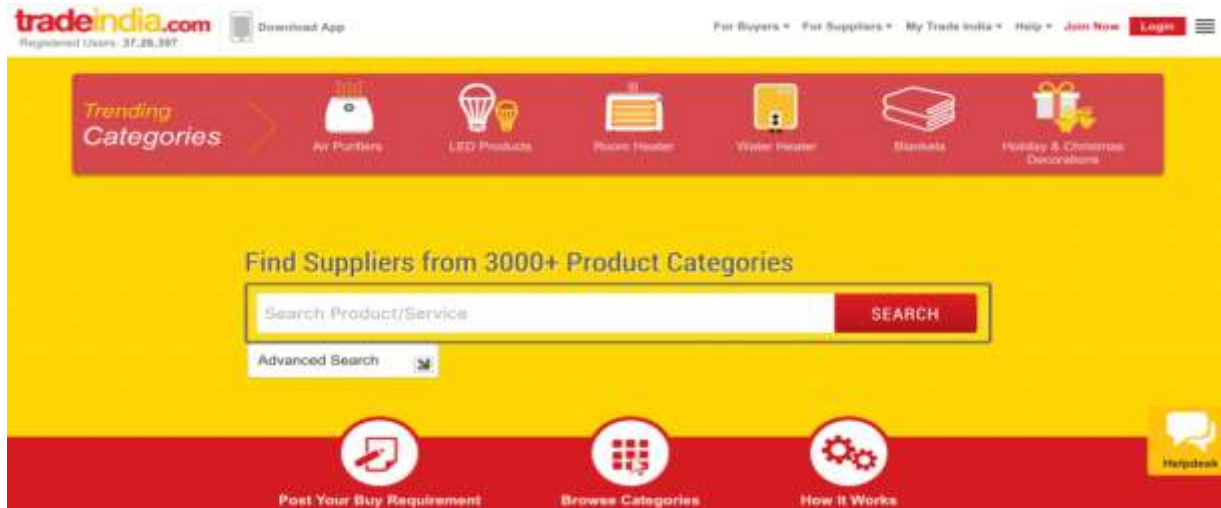 tradeindia.com
Registered Users: 37,28,397
Download App
For Buyers
For Suppliers
My Trade India
Help
Join Now
Login
Trending
Categories
Air Purifiers
LED Products
Room Heater
Water Heater
Blankets
Holiday & Christmas
Decorations
Find Suppliers from 3000+ Product Categories
Search Product/Service
SEARCH
Advanced Search
Helpdesk
Post Your Buy Requirement
Browse Categories
How It Works